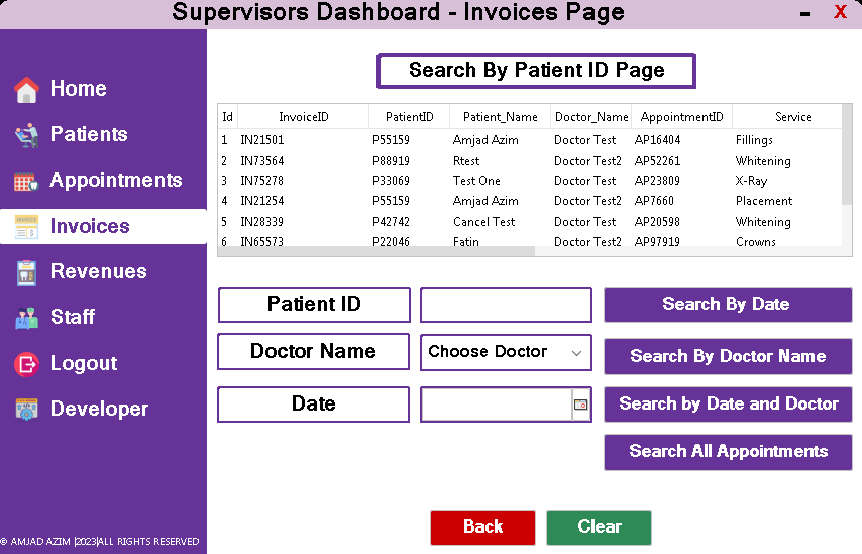 Supervisors Dashboard - Invoices Page
- X
Home
Patients
Appointments
Invoices
Revenues
Staff
Logout
Developer
© AMJAD AZIM |2023|ALL RIGHTS RESERVED
Search By Patient ID Page
Id InvoiceID PatientID Patient_Name Doctor_Name AppointmentID Service
1 IN21501 P55159 Amjad Azim Doctor Test AP16404 Fillings
2 IN73564 P88919 Rtest Doctor Test2 AP52261 Whitening
3 IN75278 P33069 Test One Doctor Test AP23809 X-Ray
4 IN21254 P55159 Amjad Azim Doctor Test2 AP7660 Placement
5 IN28339 P42742 Cancel Test Doctor Test AP20598 Whitening
6 IN65573 P22046 Fatin Doctor Test2 AP97919 Crowns
Patient ID
Search By Date
Doctor Name Choose Doctor
Search By Doctor Name
Date
Search by Date and Doctor
Search All Appointments
Back Clear